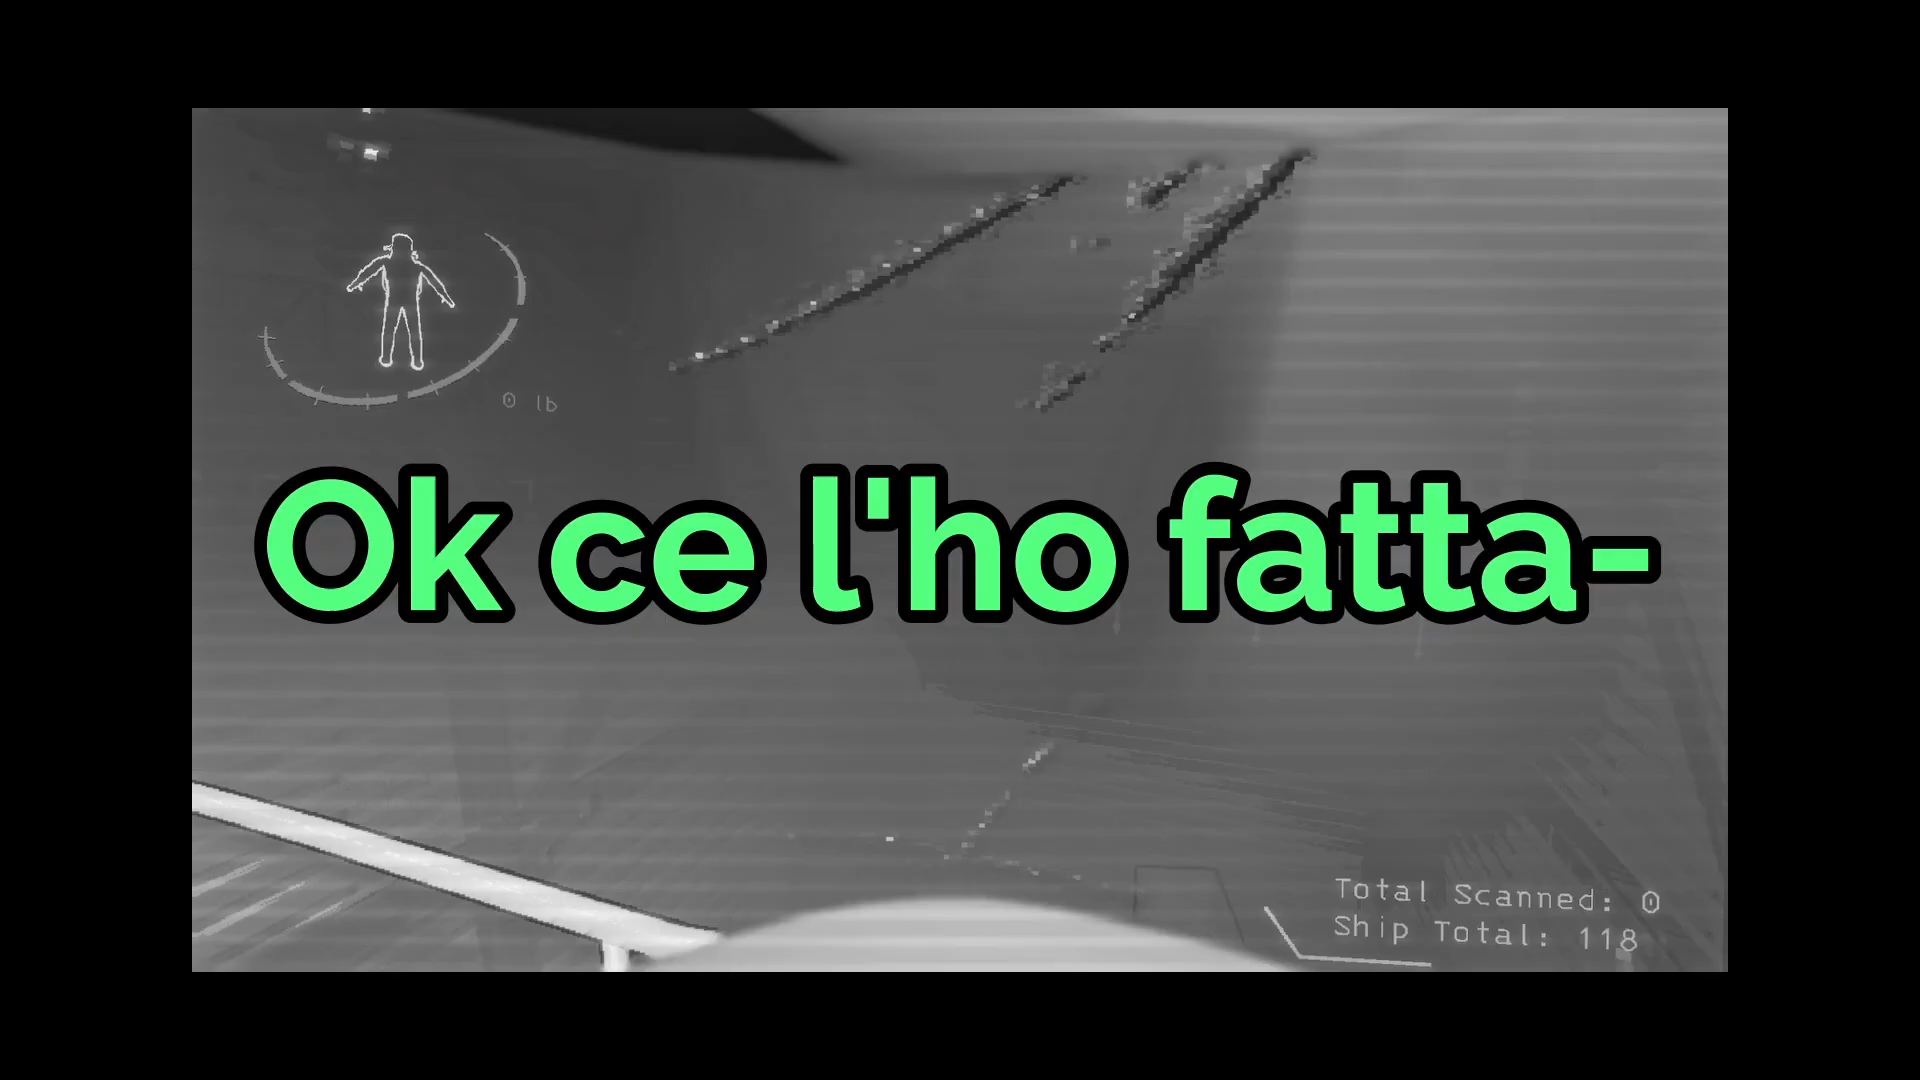 0 lb
Ok ce l'ho fatta-
Total Scanned: 0
Ship Total: 118